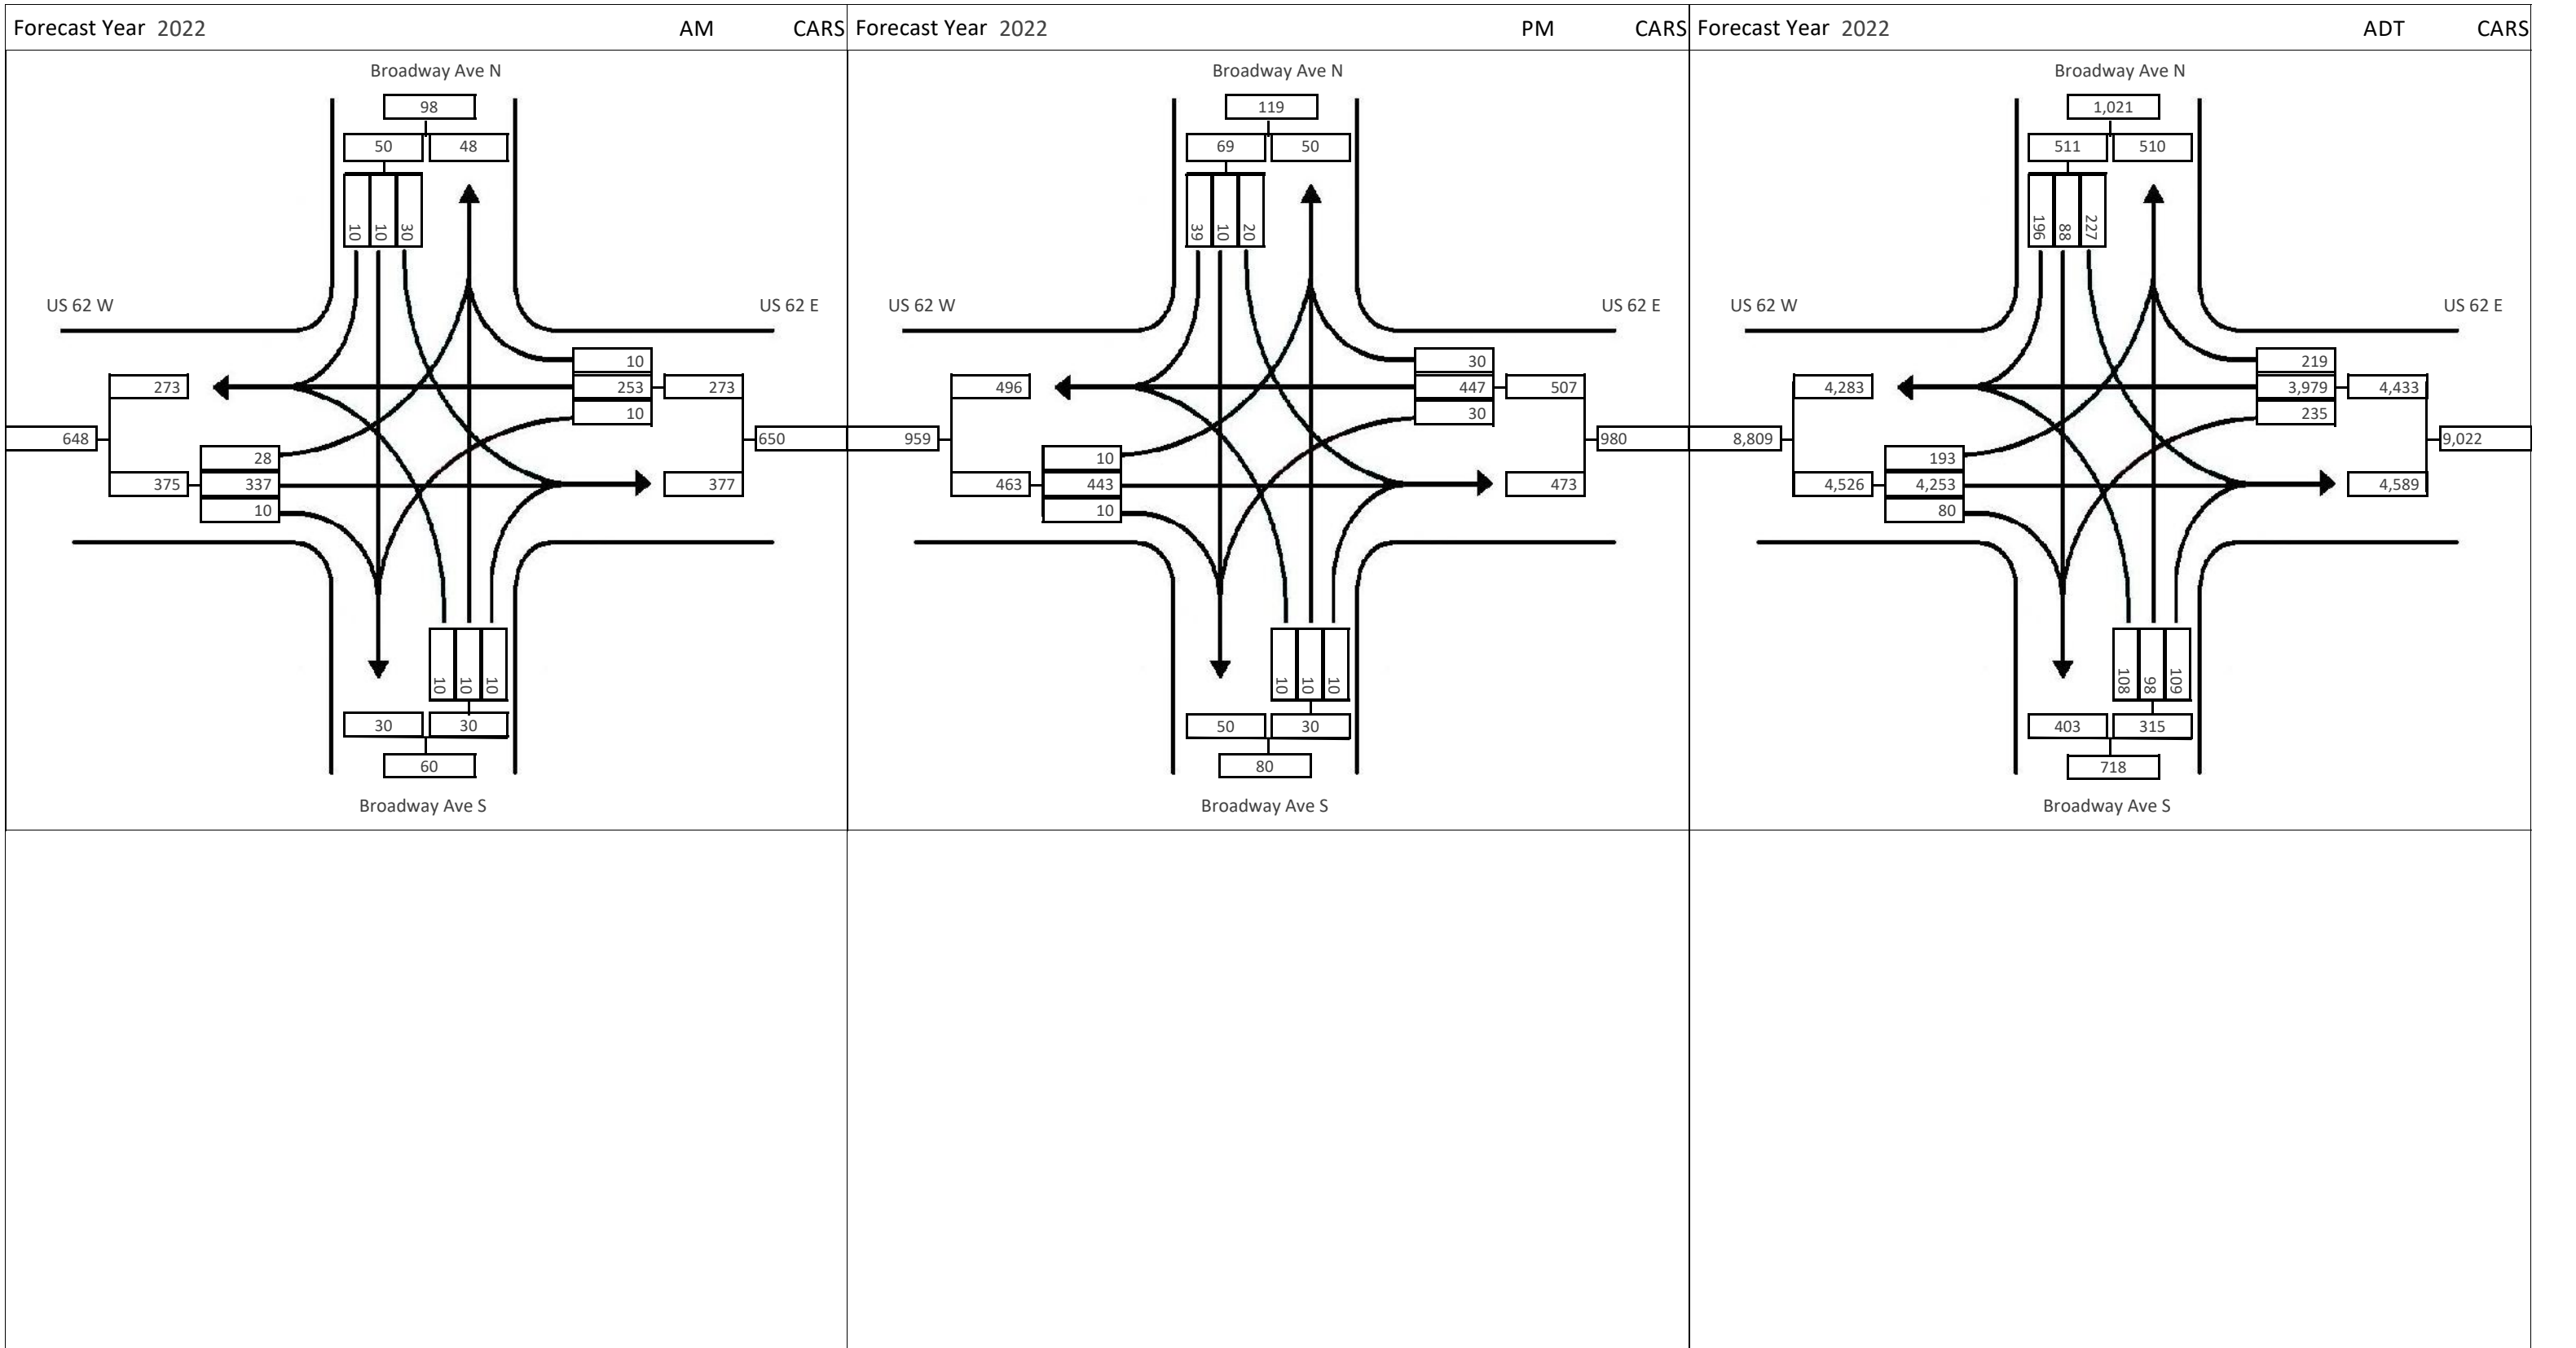 Forecast Year 2022 AM CARS
Broadway Ave N
98
50 48
10 10 30
US 62 W US 62 E
10
273 253 273
10
648 650
28
375 337 377
10
10 10 10
30 30
60
Broadway Ave S
Forecast Year 2022 PM CARS
Broadway Ave N
119
69 50
39 10 20
US 62 W US 62 E
30
496 447 507
30
959 980
10
463 443 473
10
10 10 10
50 30
80
Broadway Ave S
Forecast Year 2022 ADT CARS
Broadway Ave N
1,021
511 510
196 88 227
US 62 W US 62 E
219
4,283 3,979 4,433
235
8,809 9,022
193
4,526 4,253 4,589
80
108 98 109
403 315
718
Broadway Ave S